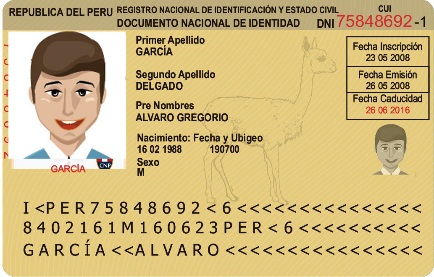 REPUBLICA DEL PERU REGISTRO NACIONAL DE IDENTIFICACIÓN Y ESTADO CIVIL CUI
DOCUMENTO NACIONAL DE IDENTIDAD DNI 75848692-1
Primer Apellido
GARCÍA
Segundo Apellido
DELGADO
Pre Nombres
ALVARO GREGORIO
Nacimiento: Fecha y Ubigeo
16 02 1988 190700
Sexo
M
Fecha Inscripción
23 05 2008
Fecha Emisión
26 05 2008
Fecha Caducidad
26 06 2016
GARCÍA
I<PER75848692<6<<<<<<<<<<<<<<<
8402161M160623PER<6<<<<<<<<<<<
GARCÍA<<ALVARO<<<<<<<<<<<<<<<<